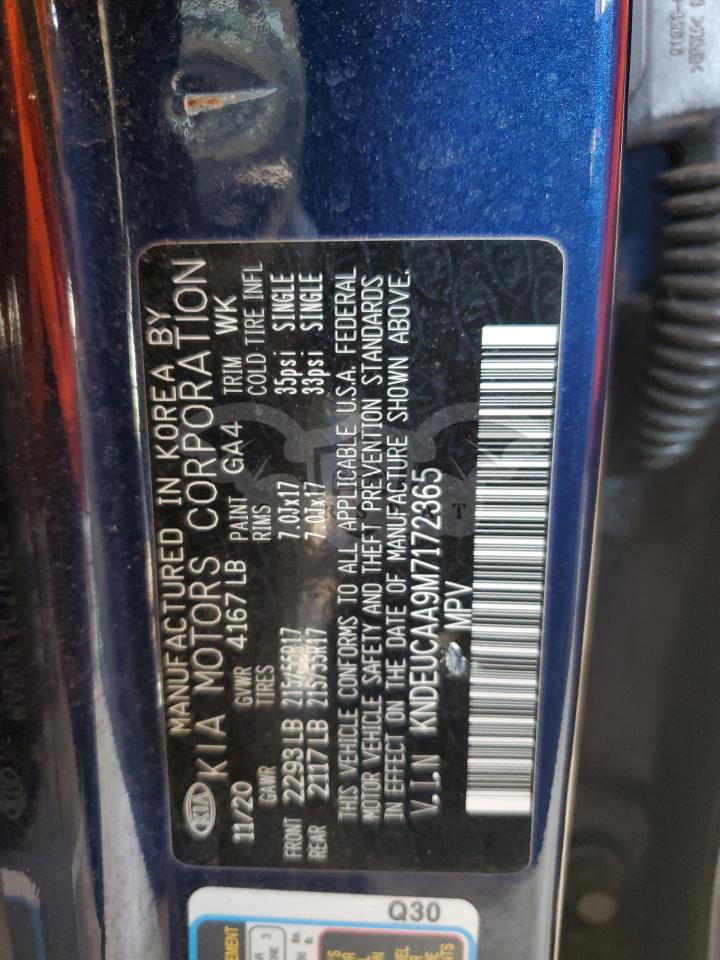 MANUFACTURED IN KOREA BY
KIA KIA MOTORS CORPORATION
11/20 GVWR 4167 LB PAINT GA4 TRIM WK
GAWR TIRES RIMS COLD TIRE INFL
FRONT 2293 LB 215/55R17 7.0Jx17 35psi SINGLE
REAR 2117 LB 215/55R17 7.0Jx17 33psi SINGLE
THIS VEHICLE CONFORMS TO ALL APPLICABLE U.S.A. FEDERAL
MOTOR VEHICLE SAFETY AND THEFT PREVENTION STANDARDS
IN EFFECT ON THE DATE OF MANUFACTURE SHOWN ABOVE.
V.I.N KNDEUCAA9M7172365
MPV
Q30